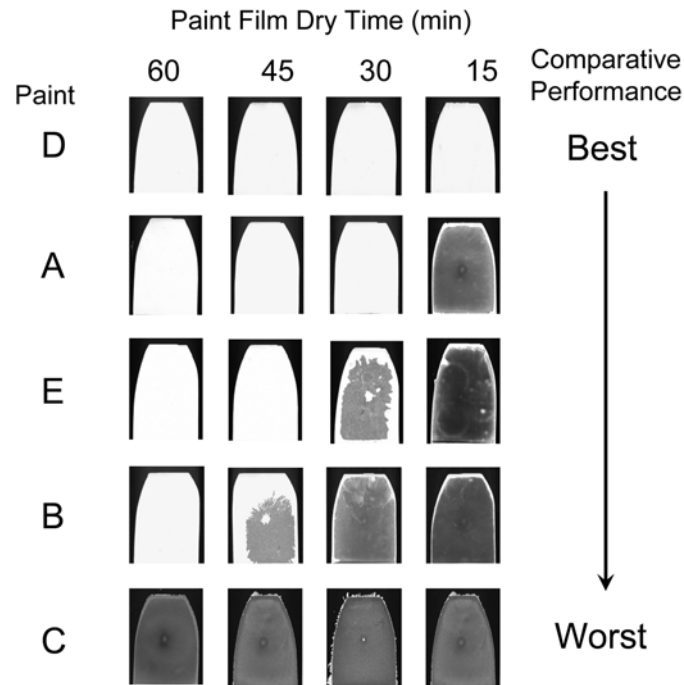 Paint Film Dry Time (min)
Comparative
Performance
60 45 30 15
Paint
D
Best
A
E
B
C
Worst